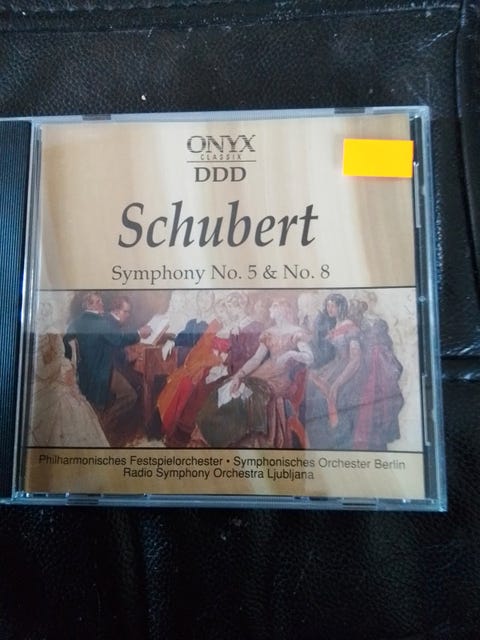 ONYX
CLASSIX
DDD
Schubert
Symphony No. 5 & No. 8
Philharmonisches Festspielorchester • Symphonisches Orchester Berlin
Radio Symphony Orchestra Ljubljana